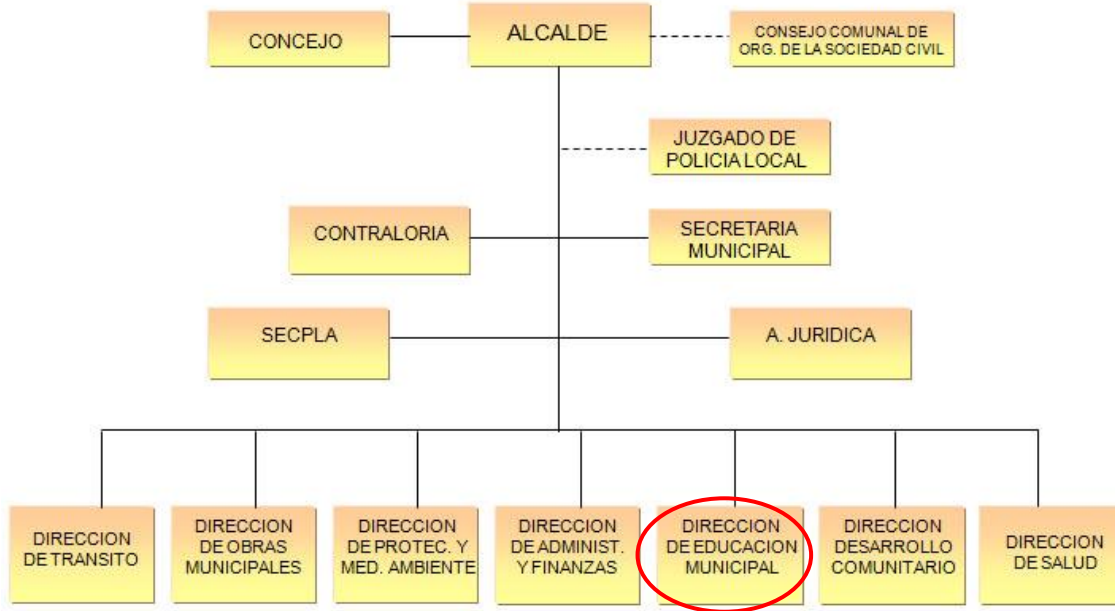 CONCEJO
ALCALDE
CONSEJO COMUNAL DE
ORG. DE LA SOCIEDAD CIVIL
JUZGADO DE
POLICIA LOCAL
CONTRALORIA
SECRETARIA
MUNICIPAL
SECPLA
A. JURIDICA
DIRECCION
DE TRANSITO
DIRECCION
DE OBRAS
MUNICIPALES
DIRECCION
DE PROTEC. Y
MED. AMBIENTE
DIRECCION
DE ADMINIST.
Y FINANZAS
DIRECCION
DE EDUCACION
MUNICIPAL
DIRECCION
DESARROLLO
COMUNITARIO
DIRECCION
DE SALUD